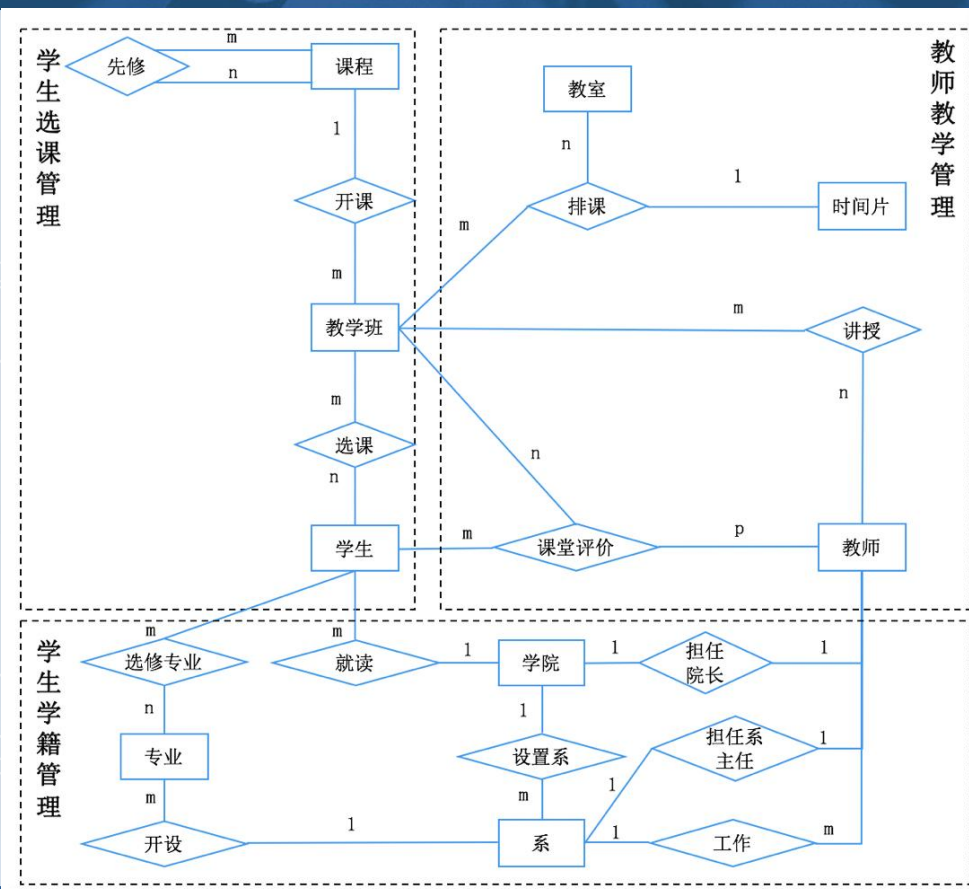 学生选课管理
先修
m
n
课程
1
开课
m
教学班
m
选课
n
学生
教师教学管理
教室
n
排课
1
时间片
m
m
讲授
n
n
m
课堂评价
p
教师
学生学籍管理
m
选修专业
n
专业
m
开设
1
m
就读
1
学院
1
担任
院长
1
1
设置系
m
系
担任系
主任
1
1
1
工作
m